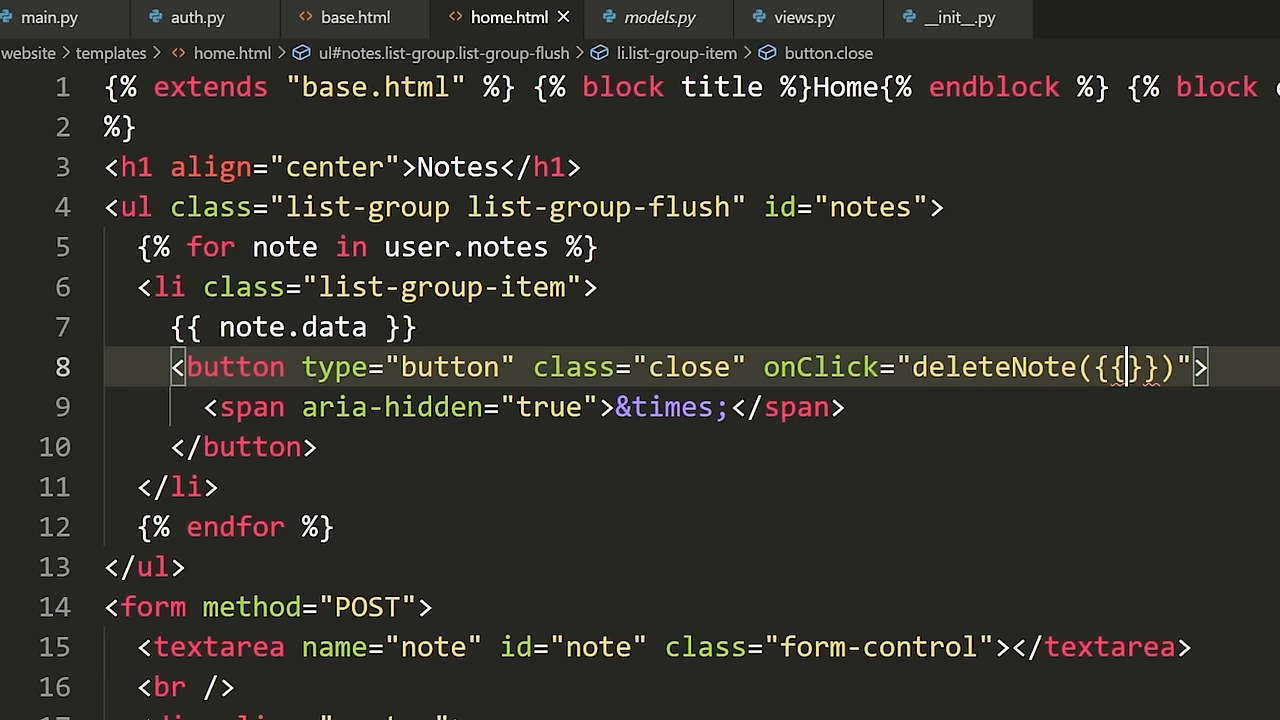 main.py auth.py base.html home.html models.py views.py __init__.py
website > templates > home.html > ul#notes.list-group.list-group-flush > li.list-group-item > button.close
1 {% extends "base.html" %} {% block title %}Home{% endblock %} {% block
2 %}
3 <h1 align="center">Notes</h1>
4 <ul class="list-group list-group-flush" id="notes">
5 {% for note in user.notes %}
6 <li class="list-group-item">
7 {{ note.data }}
8 <button type="button" class="close" onClick="deleteNote({{}})">
9 <span aria-hidden="true">&times;</span>
10 </button>
11 </li>
12 {% endfor %}
13 </ul>
14 <form method="POST">
15 <textarea name="note" id="note" class="form-control"></textarea>
16 <br />